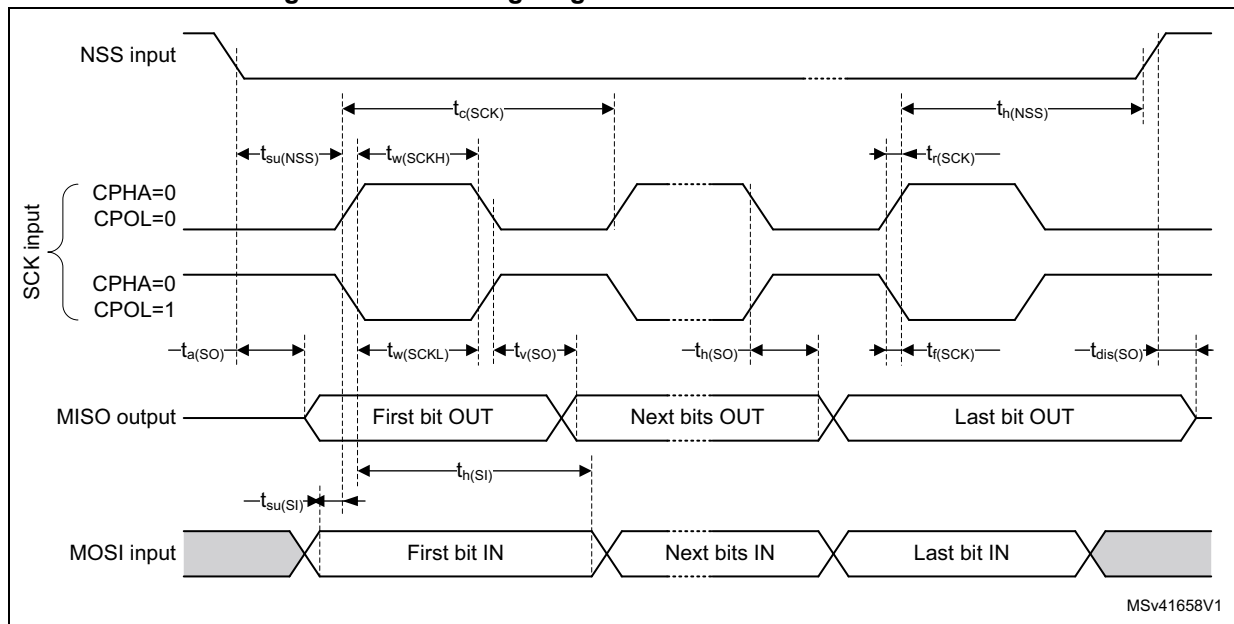 NSS input
tc(SCK)
th(NSS)
tsu(NSS)
tw(SCKH)
tr(SCK)
SCK input
CPHA=0
CPOL=0
CPHA=0
CPOL=1
ta(SO)
tw(SCKL)
tv(SO)
th(SO)
tf(SCK)
tdis(SO)
MISO output
First bit OUT
Next bits OUT
Last bit OUT
th(SI)
tsu(SI)
MOSI input
First bit IN
Next bits IN
Last bit IN
MSv41658V1